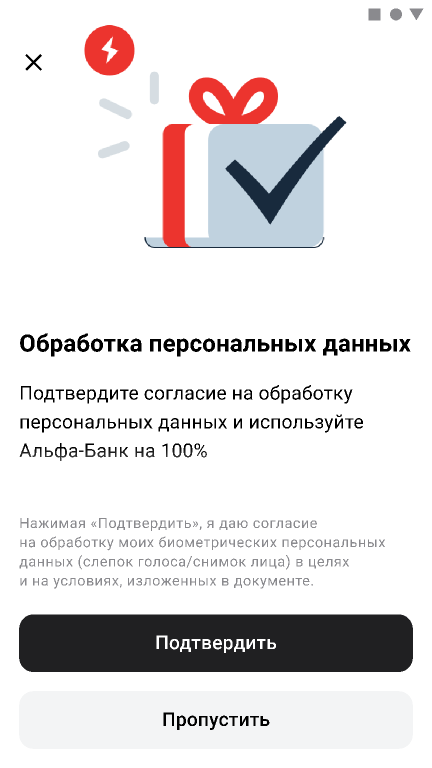 Обработка персональных данных
Подтвердите согласие на обработку
персональных данных и используйте
Альфа-Банк на 100%
Нажимая «Подтвердить», я даю согласие
на обработку моих биометрических персональных
данных (слепок голоса/снимок лица) в целях
и на условиях, изложенных в документе.
Подтвердить
Пропустить